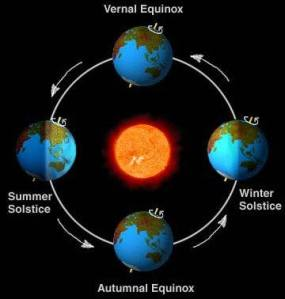 Vernal Equinox
Summer
Solstice
Winter
Solstice
Autumnal Equinox